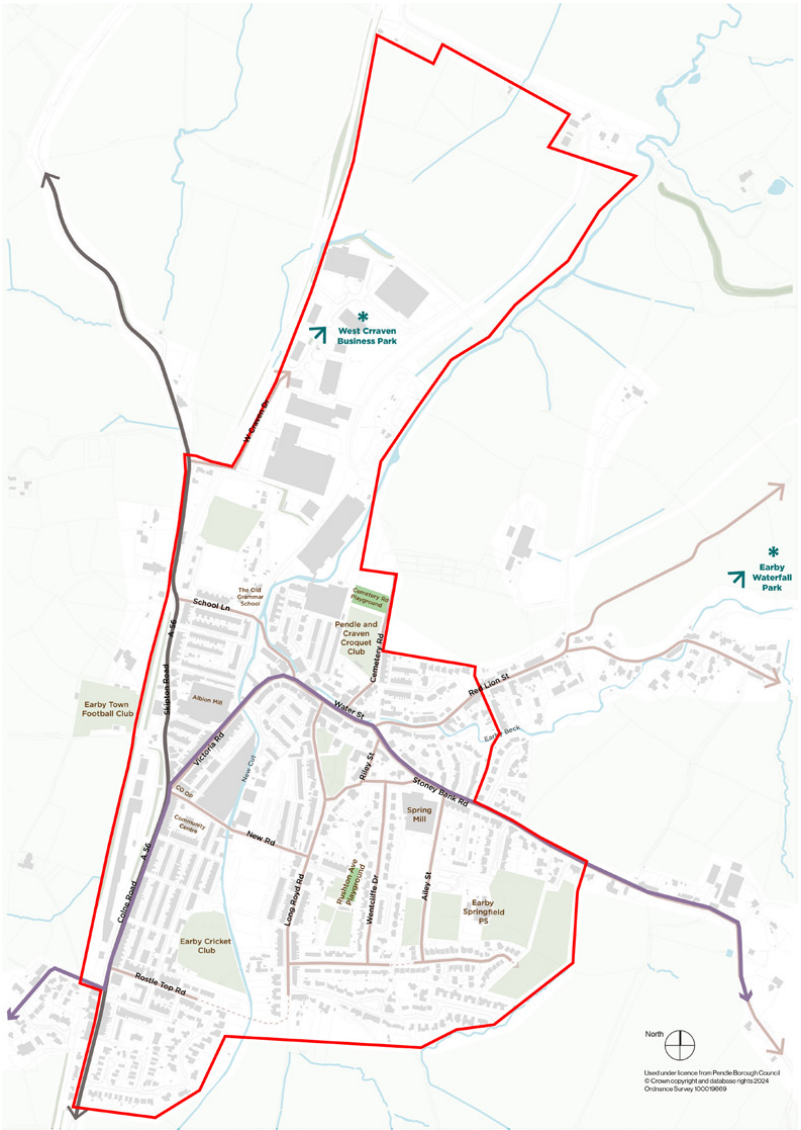 West Crraven
Business Park
W Craven Dr
Earby
Waterfall
Park
The Old
Grammar
School
School Ln
Cemetery Rd
Playground
Pendle and
Craven
Croquet
Club
Cemetery Rd
A 56
Skipton Road
Red Lion St
Albion Mill
Earby Town
Football Club
Water St
Earby Beck
Victoria Rd
New Cut
Riley St
Stoney Bank Rd
CO OP
Spring
Mill
Community
Centre
New Rd
A 56
Colne Road
Rushton Ave
Playground
Wentcliffe Dr
Ailey St
Long Royd Rd
Earby
Springfield
PS
Earby Cricket
Club
Rostle Top Rd
North
Used under licence from Pendle Borough Council
© Crown copyright and database rights 2024
Ordnance Survey 100019669